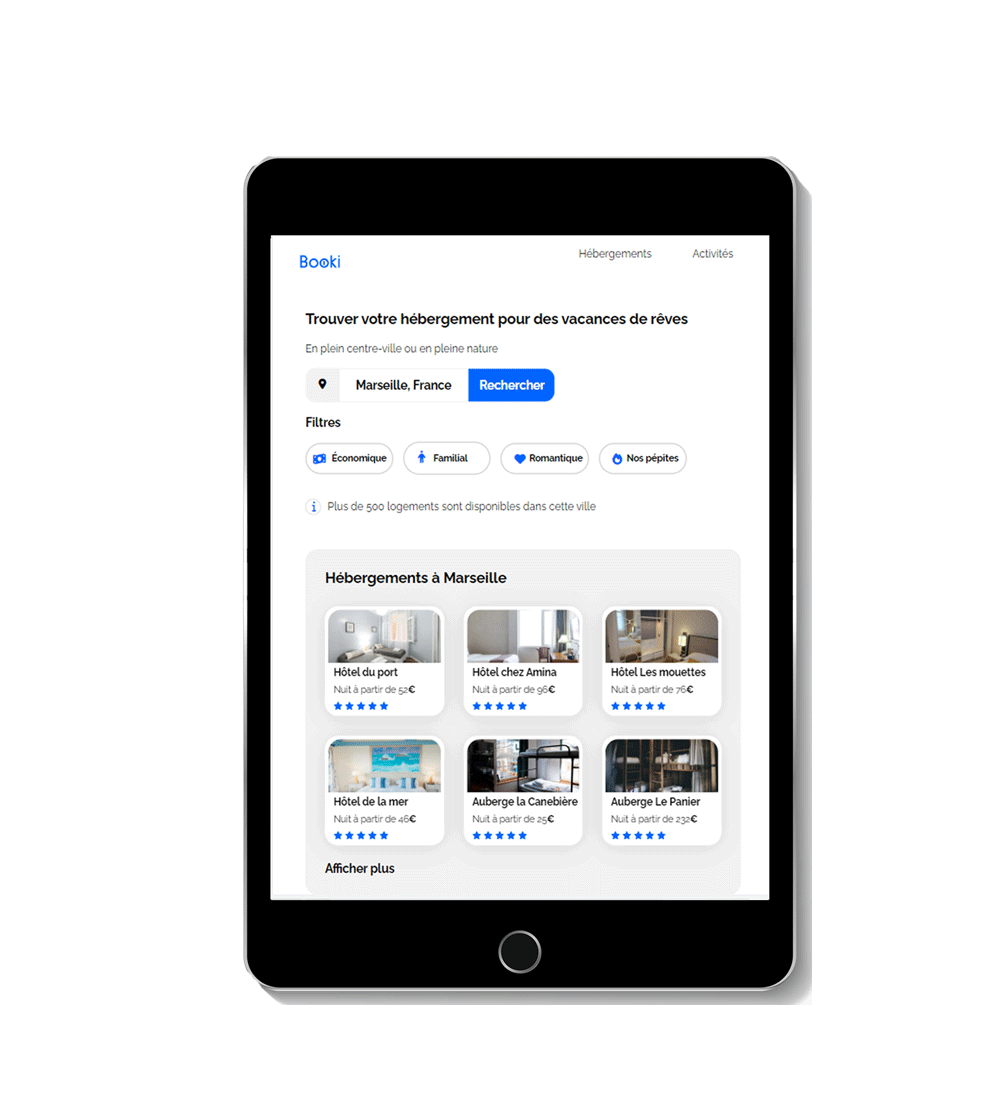 Booki
Hébergements
Activités
Trouver votre hébergement pour des vacances de rêves
En plein centre-ville ou en pleine nature
Marseille, France
Rechercher
Filtres
Économique
Familial
Romantique
Nos pépites
Plus de 500 logements sont disponibles dans cette ville
Hébergements à Marseille
Hôtel du port
Nuit à partir de 52€
Hôtel chez Amina
Nuit à partir de 96€
Hôtel Les mouettes
Nuit à partir de 76€
Hôtel de la mer
Nuit à partir de 46€
Auberge la Canebière
Nuit à partir de 25€
Auberge Le Panier
Nuit à partir de 232€
Afficher plus